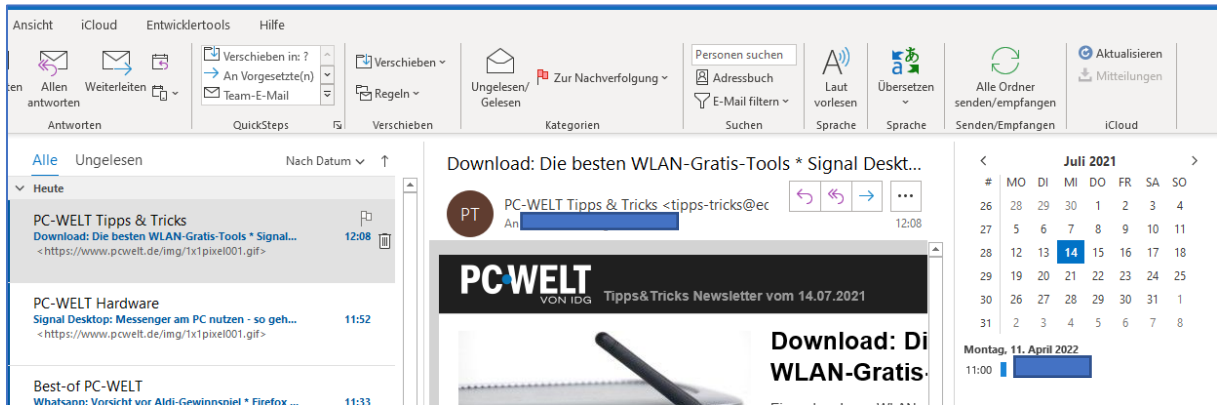 Ansicht iCloud Entwicklertools Hilfe
Allen antworten
Weiterleiten
Antworten
Verschieben in: ?
An Vorgesetzte(n)
Team-E-Mail
QuickSteps
Verschieben
Regeln
Verschieben
Ungelesen/
Gelesen
Zur Nachverfolgung
Kategorien
Personen suchen
Adressbuch
E-Mail filtern
Suchen
Laut
vorlesen
Sprache
Übersetzen
Sprache
Alle Ordner
senden/empfangen
Senden/Empfangen
Aktualisieren
Mitteilungen
iCloud
Alle Ungelesen Nach Datum
Heute
PC-WELT Tipps & Tricks
Download: Die besten WLAN-Gratis-Tools * Signal... 12:08
<https://www.pcwelt.de/img/1x1pixel001.gif>
PC-WELT Hardware
Signal Desktop: Messenger am PC nutzen - so geh... 11:52
<https://www.pcwelt.de/img/1x1pixel001.gif>
Best-of PC-WELT
Whatsapp: Vorsicht vor Aldi-Gewinnspiel * Firefox ... 11:33
Download: Die besten WLAN-Gratis-Tools * Signal Deskt...
PT
PC-WELT Tipps & Tricks <tipps-tricks@ec
An
12:08
PC WELT
VON IDG
Tipps&Tricks Newsletter vom 14.07.2021
Download: Di
WLAN-Gratis-
Juli 2021
# MO DI MI DO FR SA SO
26 28 29 30 1 2 3 4
27 5 6 7 8 9 10 11
28 12 13 14 15 16 17 18
29 19 20 21 22 23 24 25
30 26 27 28 29 30 31 1
31 2 3 4 5 6 7 8
Montag, 11. April 2022
11:00